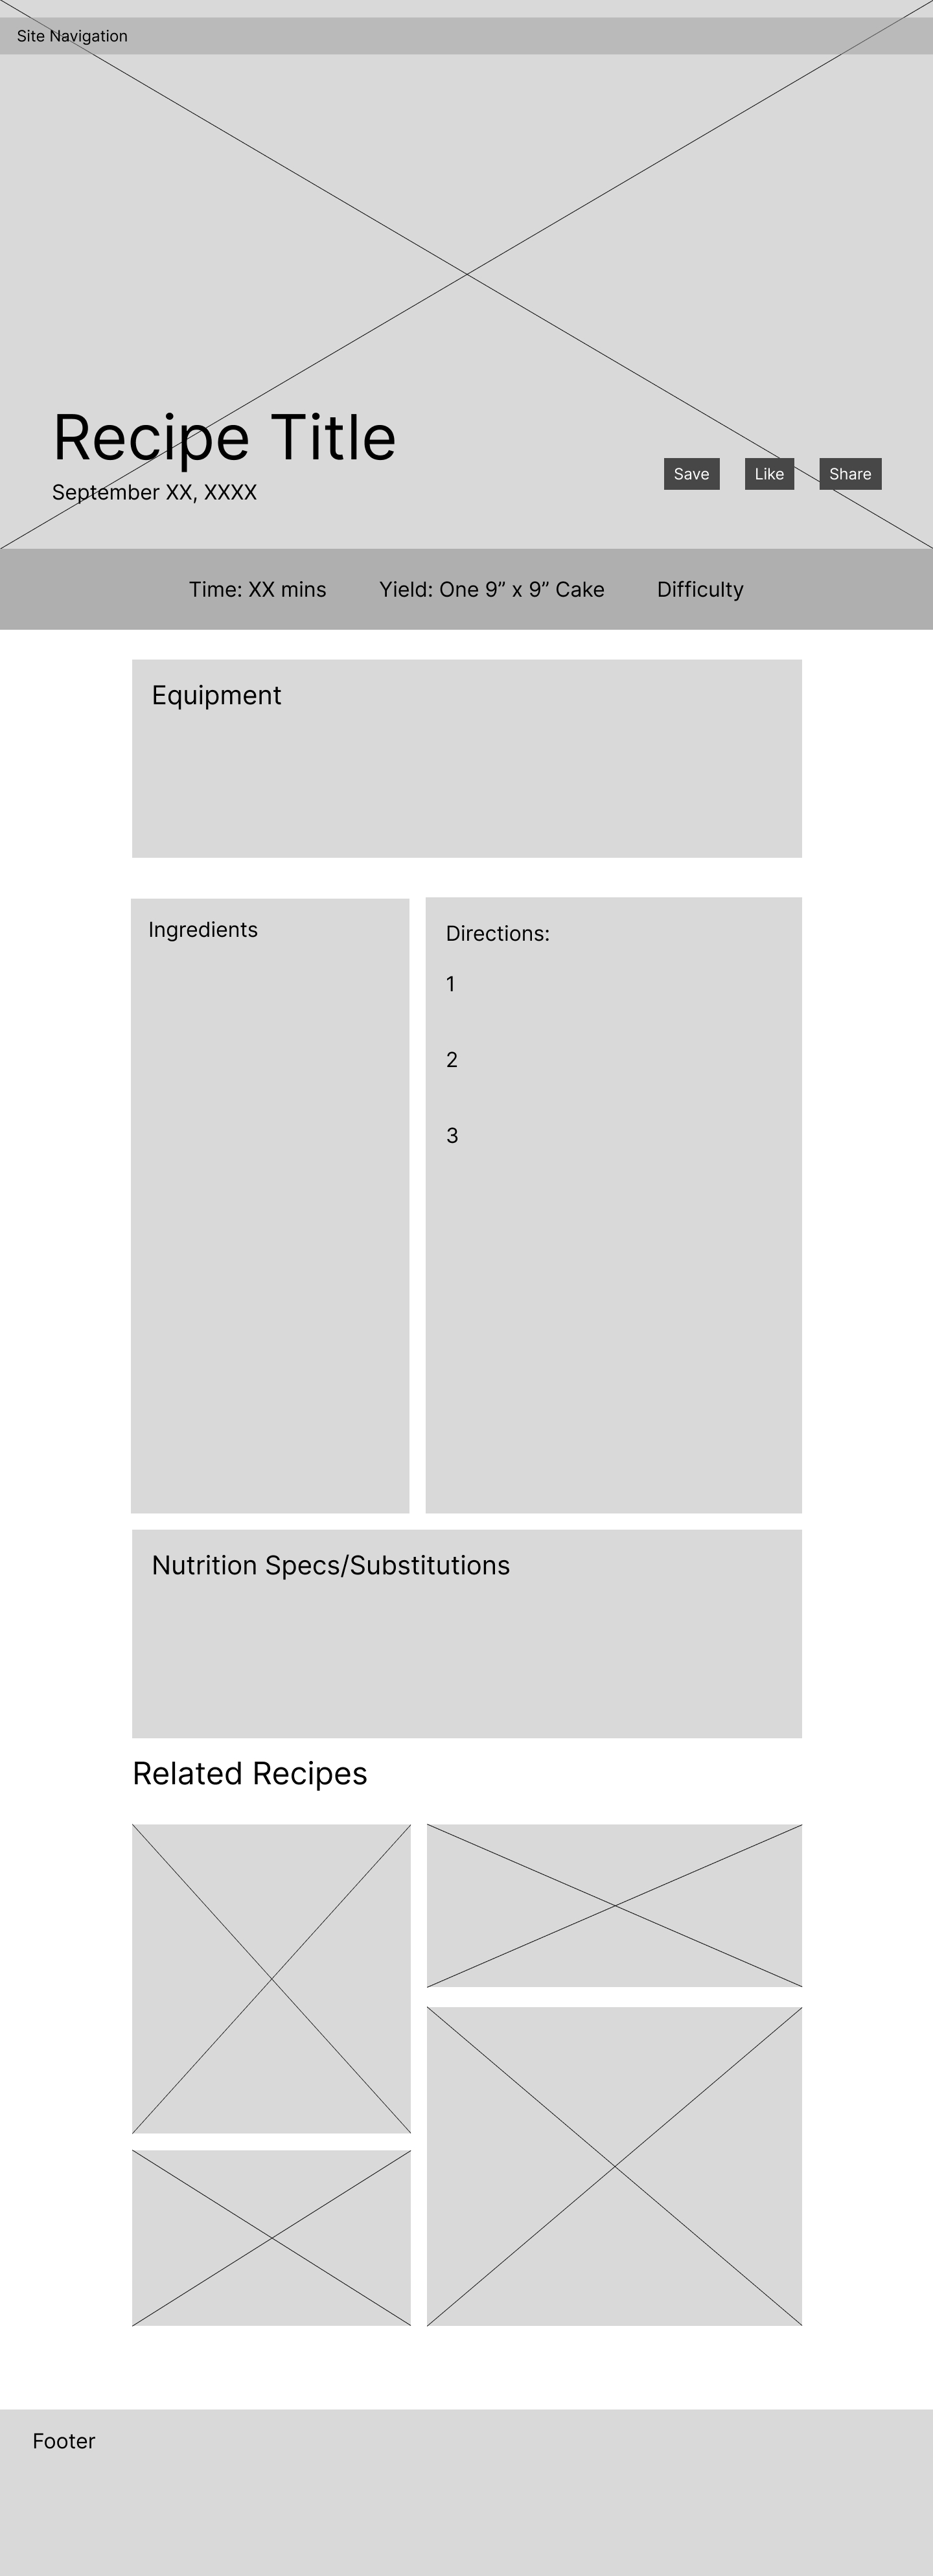 Site Navigation
Recipe Title
September XX, XXXX
Save
Like
Share
Time: XX mins
Yield: One 9” x 9” Cake
Difficulty
Equipment
Ingredients
Directions:
1
2
3
Nutrition Specs/Substitutions
Related Recipes
Footer